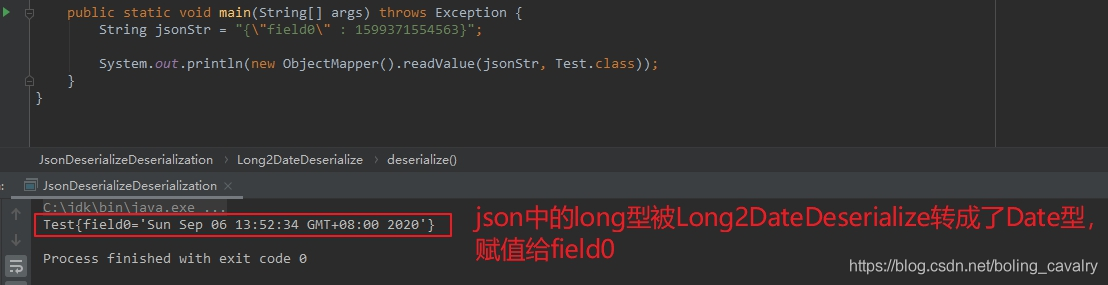 public static void main(String[] args) throws Exception {
String jsonStr = "{\"field0\" : 1599371554563}";
System.out.println(new ObjectMapper().readValue(jsonStr, Test.class));
}
}
JsonDeserializeDeserialization › Long2DateDeserialize › deserialize()
JsonDeserializeDeserialization ×
C:\jdk\bin\java.exe ...
Test{field0='Sun Sep 06 13:52:34 GMT+08:00 2020'}
json中的long型被Long2DateDeserialize转成了Date型,
赋值给field0
Process finished with exit code 0
https://blog.csdn.net/boling_cavalry